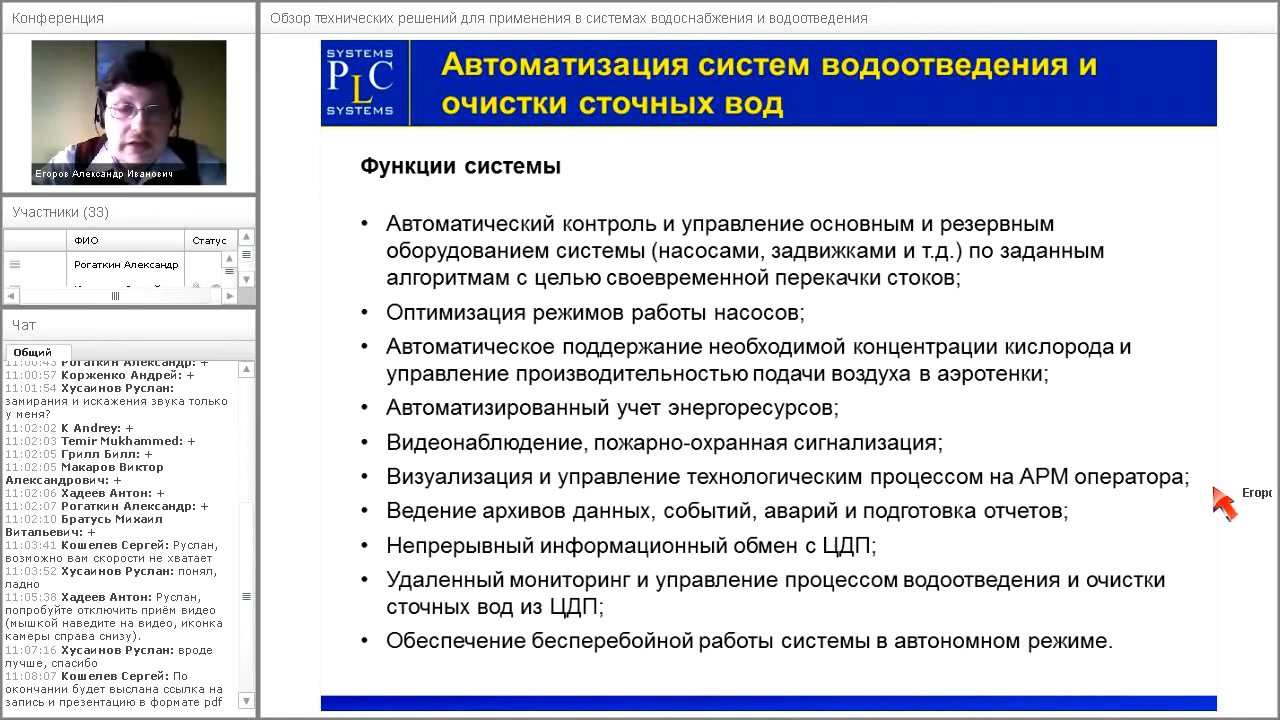 Конференция
Егоров Александр Иванович
Участники (33)
ФИО
Статус
Рогаткин Александр
Чат
Общий
11:00:43 Рогаткин Александр: +
11:00:57 Корженко Андрей: +
11:01:54 Хусаинов Руслан:
замирания и искажения звука только
у меня?
11:02:02 K Andrey: +
11:02:03 Temir Mukhammed: +
11:02:05 Грилл Билл: +
11:02:05 Макаров Виктор
Александрович: +
11:02:06 Хадеев Антон: +
11:02:07 Рогаткин Александр: +
11:02:10 Братусь Михаил
Витальевич: +
11:03:41 Кошелев Сергей: Руслан,
возможно вам скорости не хватает
11:03:52 Хусаинов Руслан: понял,
ладно
11:05:38 Хадеев Антон: Руслан,
попробуйте отключить приём видео
(мышкой наведите на видео, иконка
камеры справа снизу).
11:07:16 Хусаинов Руслан: вроде
лучше, спасибо
11:08:07 Кошелев Сергей: По
окончании будет выслана ссылка на
запись и презентацию в формате pdf
Обзор технических решений для применения в системах водоснабжения и водоотведения
SYSTEMS
PLC
SYSTEMS
Автоматизация систем водоотведения и
очистки сточных вод
Функции системы
• Автоматический контроль и управление основным и резервным
оборудованием системы (насосами, задвижками и т.д.) по заданным
алгоритмам с целью своевременной перекачки стоков;
• Оптимизация режимов работы насосов;
• Автоматическое поддержание необходимой концентрации кислорода и
управление производительностью подачи воздуха в аэротенки;
• Автоматизированный учет энергоресурсов;
• Видеонаблюдение, пожарно-охранная сигнализация;
• Визуализация и управление технологическим процессом на АРМ оператора;
• Ведение архивов данных, событий, аварий и подготовка отчетов;
• Непрерывный информационный обмен с ЦДП;
• Удаленный мониторинг и управление процессом водоотведения и очистки
сточных вод из ЦДП;
• Обеспечение бесперебойной работы системы в автономном режиме.
Егорс